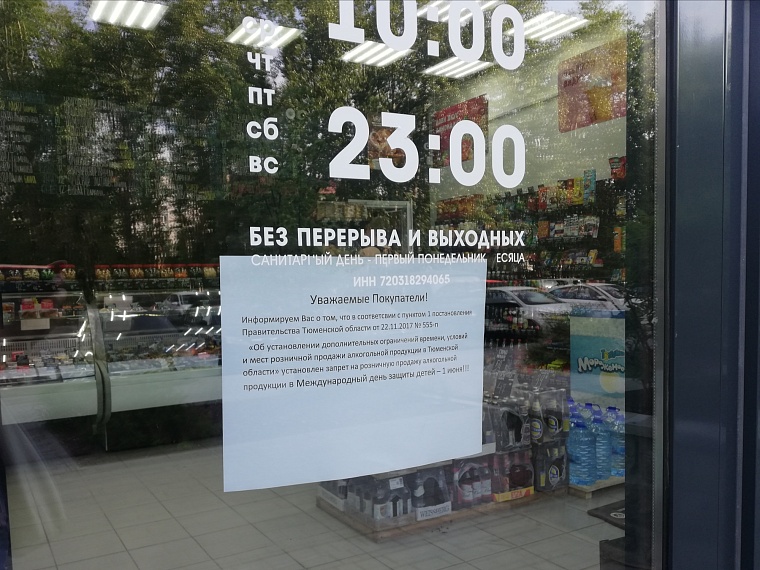 ср 10:00
чт
пт
сб 23:00
вс
БЕЗ ПЕРЕРЫВА И ВЫХОДНЫХ
САНИТАРНЫЙ ДЕНЬ - ПЕРВЫЙ ПОНЕДЕЛЬНИК ЕСЯЦА
ИНН 720318294065
Уважаемые Покупатели!
Информируем Вас о том, что в соответсвии с пунктом 1 постановления
Правительства Тюменской области от 22.11.2017 № 555-п
«Об установлении дополнительных ограничений времени, условий
и мест розничной продажи алкогольной продукции в Тюменской
области» установлен запрет на розничную продажу алкогольной
продукции в Международный день защиты детей – 1 июня!!!